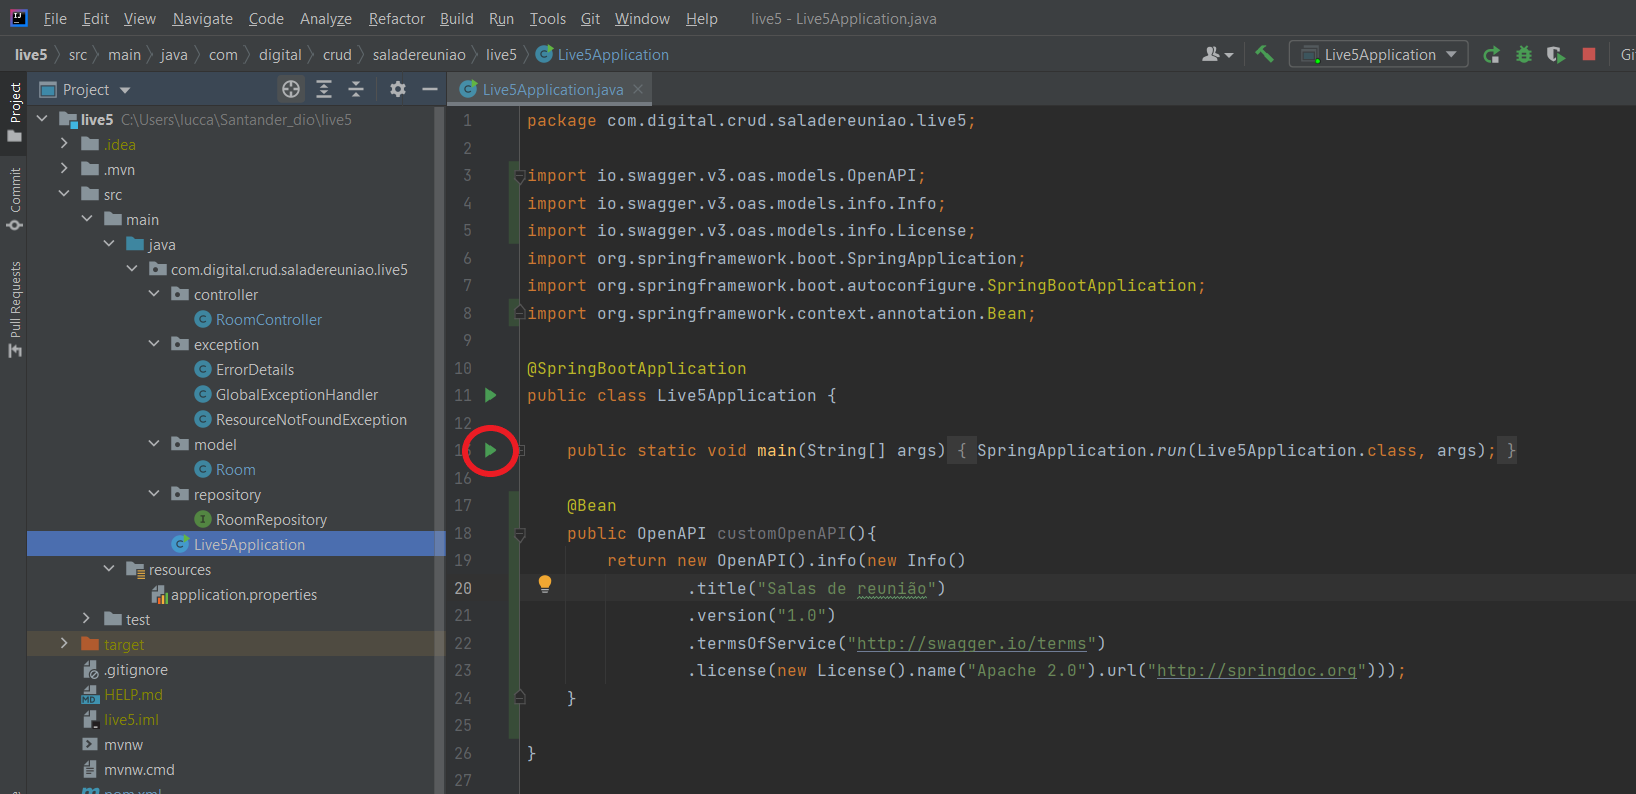 File Edit View Navigate Code Analyze Refactor Build Run Tools Git Window Help live5 - Live5Application.java
live5 src main java com digital crud saladereuniao live5 Live5Application Live5Application Gi
Project
Commit
Pull Requests
Project
live5 C:\Users\lucca\Santander_dio\live5
.idea
.mvn
src
main
java
com.digital.crud.saladereuniao.live5
controller
RoomController
exception
ErrorDetails
GlobalExceptionHandler
ResourceNotFoundException
model
Room
repository
RoomRepository
Live5Application
resources
application.properties
test
target
.gitignore
HELP.md
live5.iml
mvnw
mvnw.cmd
pom.xml
Live5Application.java
1 package com.digital.crud.saladereuniao.live5;
2
3 import io.swagger.v3.oas.models.OpenAPI;
4 import io.swagger.v3.oas.models.info.Info;
5 import io.swagger.v3.oas.models.info.License;
6 import org.springframework.boot.SpringApplication;
7 import org.springframework.boot.autoconfigure.SpringBootApplication;
8 import org.springframework.context.annotation.Bean;
9
10 @SpringBootApplication
11 public class Live5Application {
12
13 public static void main(String[] args) { SpringApplication.run(Live5Application.class, args); }
16
17 @Bean
18 public OpenAPI customOpenAPI(){
19 return new OpenAPI().info(new Info()
20 .title("Salas de reunião")
21 .version("1.0")
22 .termsOfService("http://swagger.io/terms")
23 .license(new License().name("Apache 2.0").url("http://springdoc.org")));
24 }
25
26 }
27